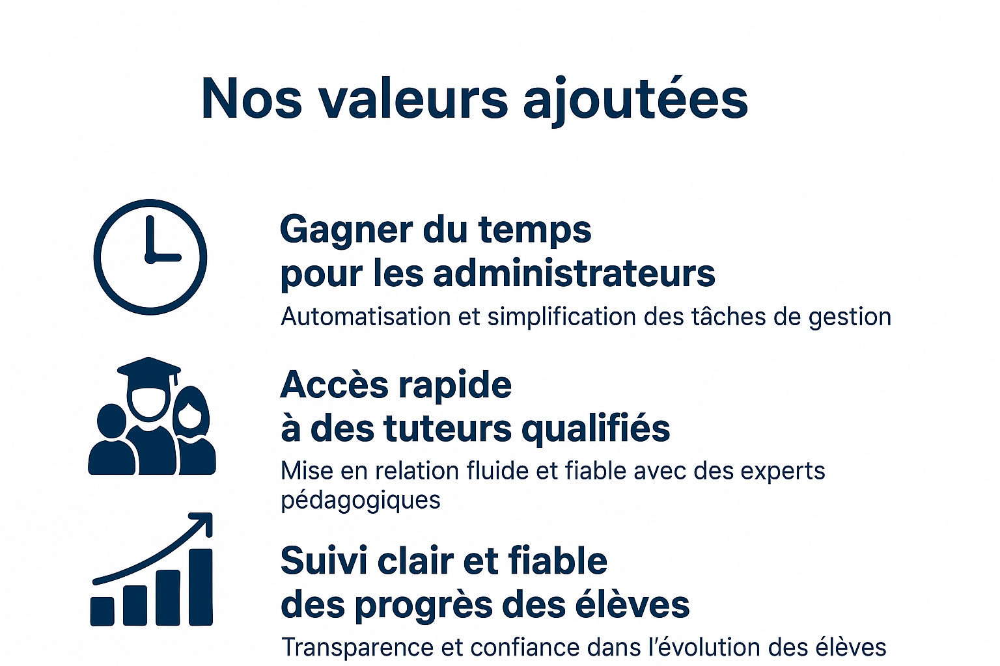 Nos valeurs ajoutées
Gagner du temps
pour les administrateurs
Automatisation et simplification des tâches de gestion
Accès rapide
à des tuteurs qualifiés
Mise en relation fluide et fiable avec des experts
pédagogiques
Suivi clair et fiable
des progrès des élèves
Transparence et confiance dans l’évolution des élèves